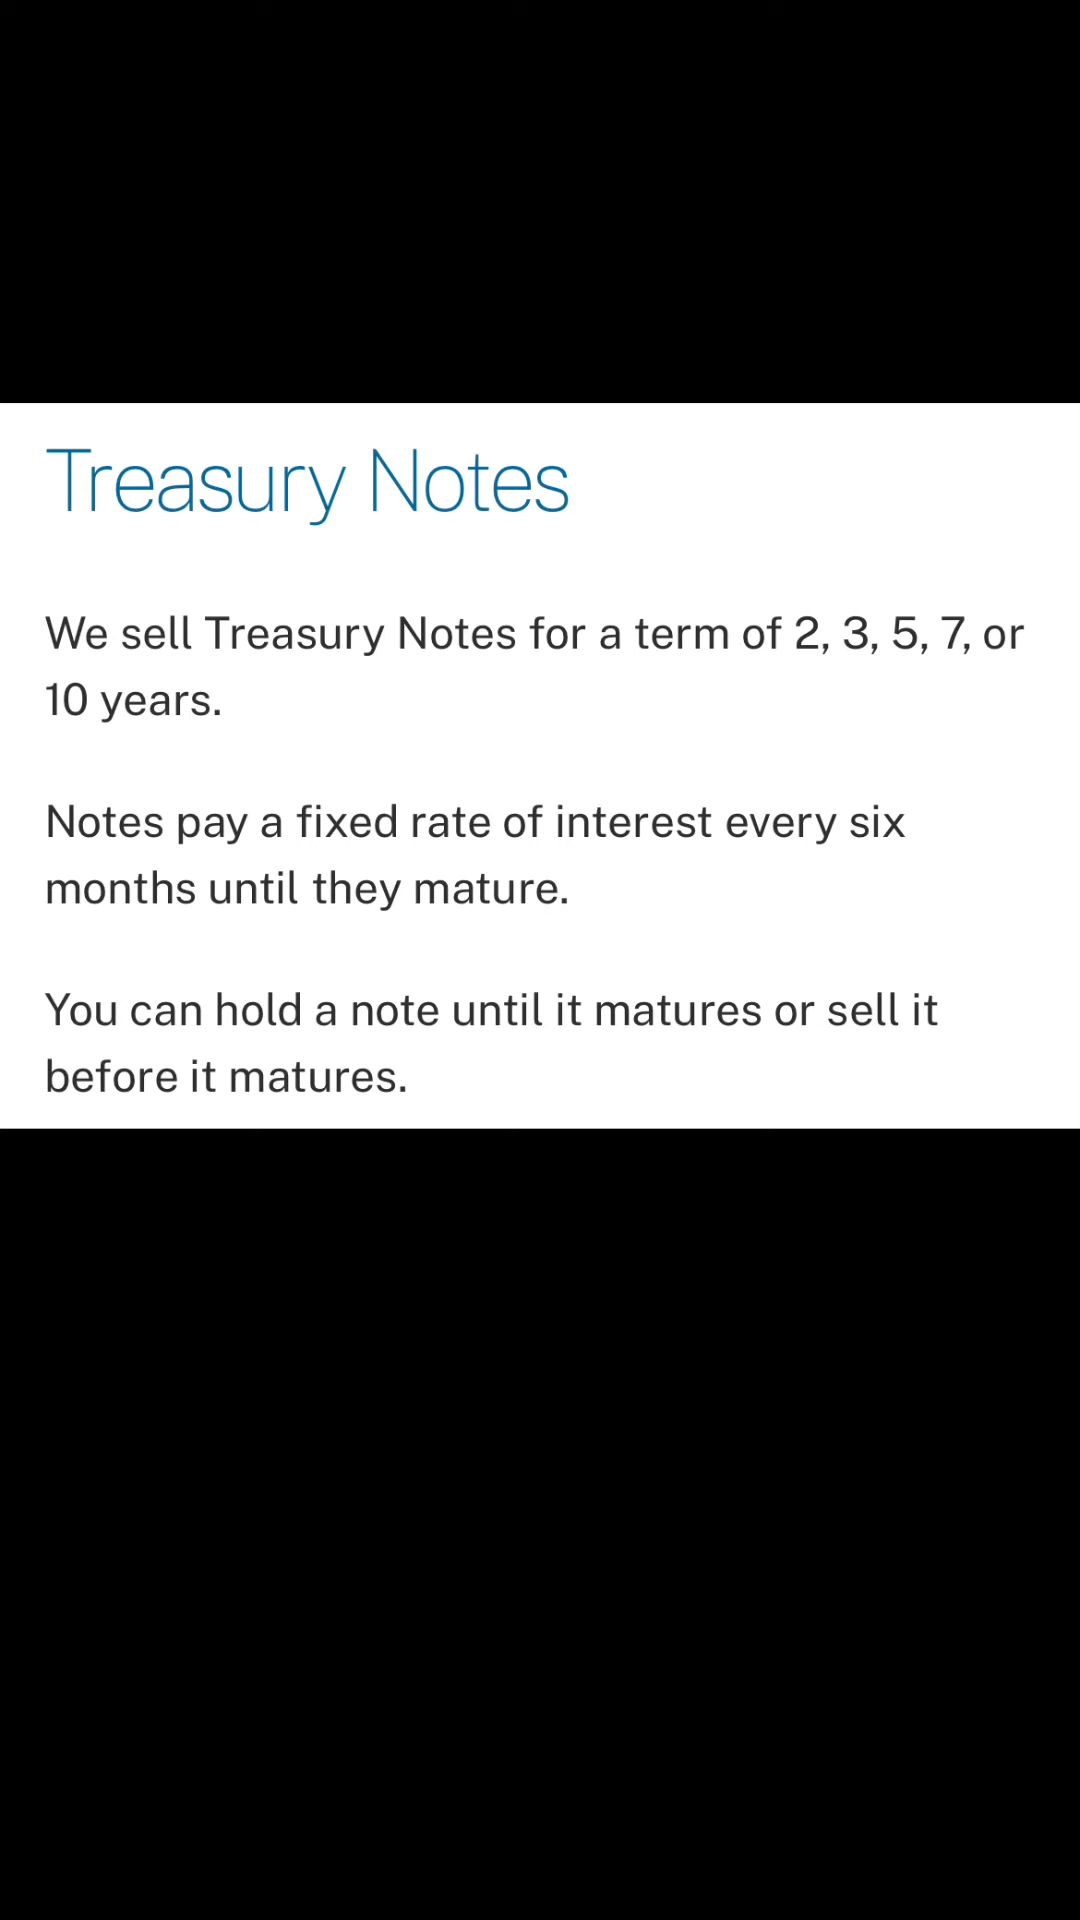 Treasury Notes
We sell Treasury Notes for a term of 2, 3, 5, 7, or
10 years.
Notes pay a fixed rate of interest every six
months until they mature.
You can hold a note until it matures or sell it
before it matures.